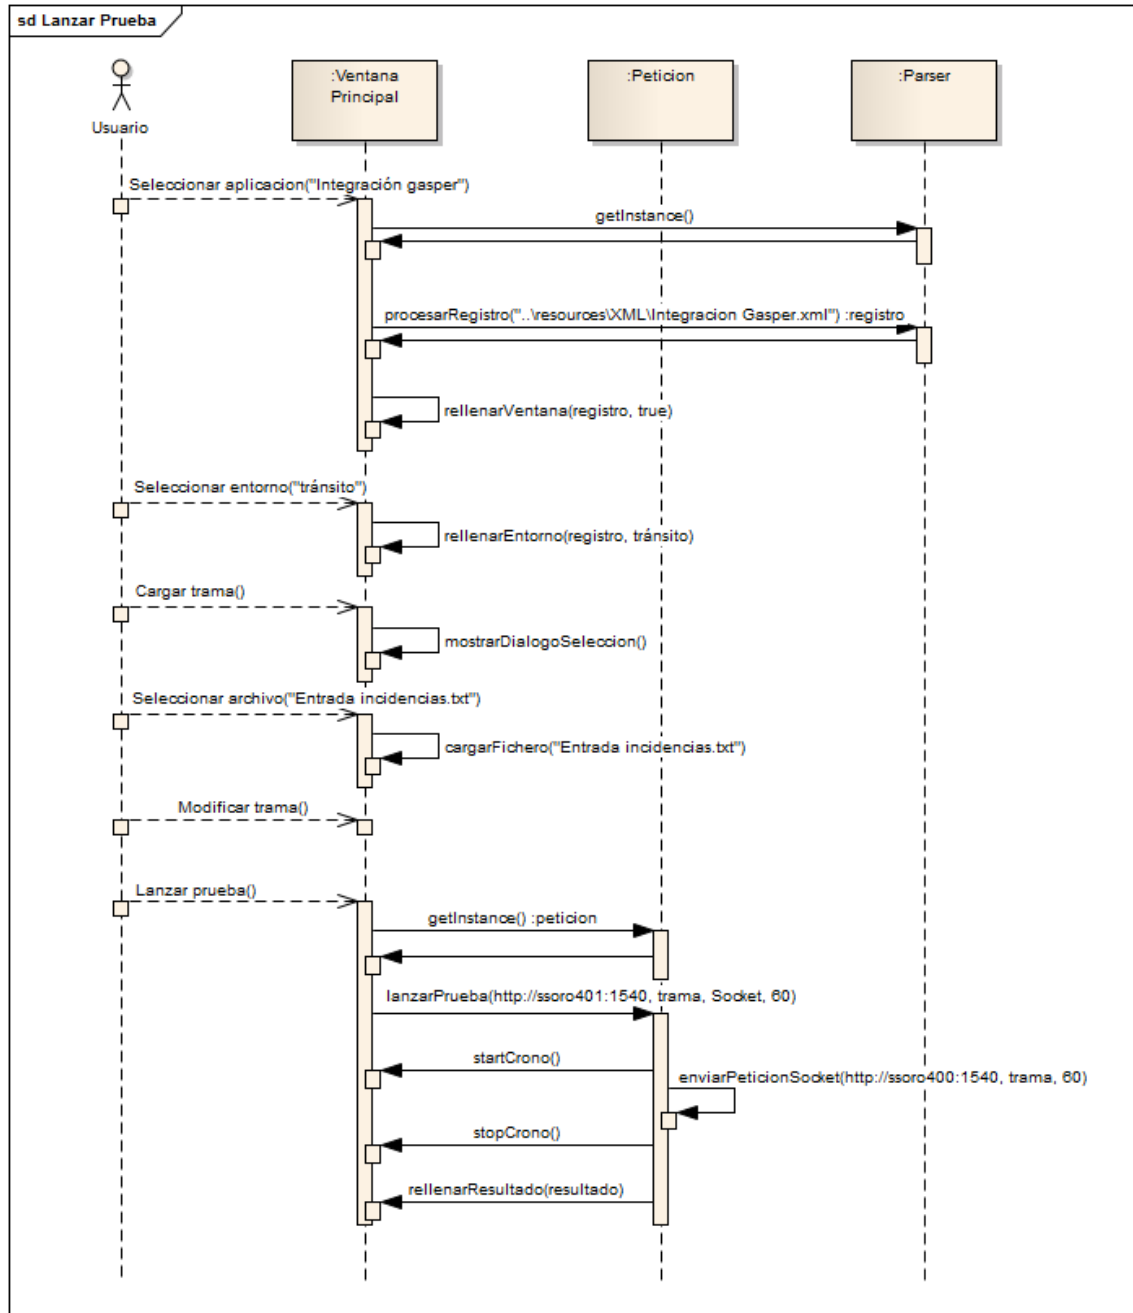 sd Lanzar Prueba
Usuario
:Ventana
Principal
:Peticion
:Parser
Seleccionar aplicacion("Integración gasper")
getInstance()
procesarRegistro("..\resources\XML\Integracion Gasper.xml") :registro
rellenarVentana(registro, true)
Seleccionar entorno("tránsito")
rellenarEntorno(registro, tránsito)
Cargar trama()
mostrarDialogoSeleccion()
Seleccionar archivo("Entrada incidencias.txt")
cargarFichero("Entrada incidencias.txt")
Modificar trama()
Lanzar prueba()
getInstance() :peticion
lanzarPrueba(http://ssoro401:1540, trama, Socket, 60)
startCrono()
enviarPeticionSocket(http://ssoro400:1540, trama, 60)
stopCrono()
rellenarResultado(resultado)